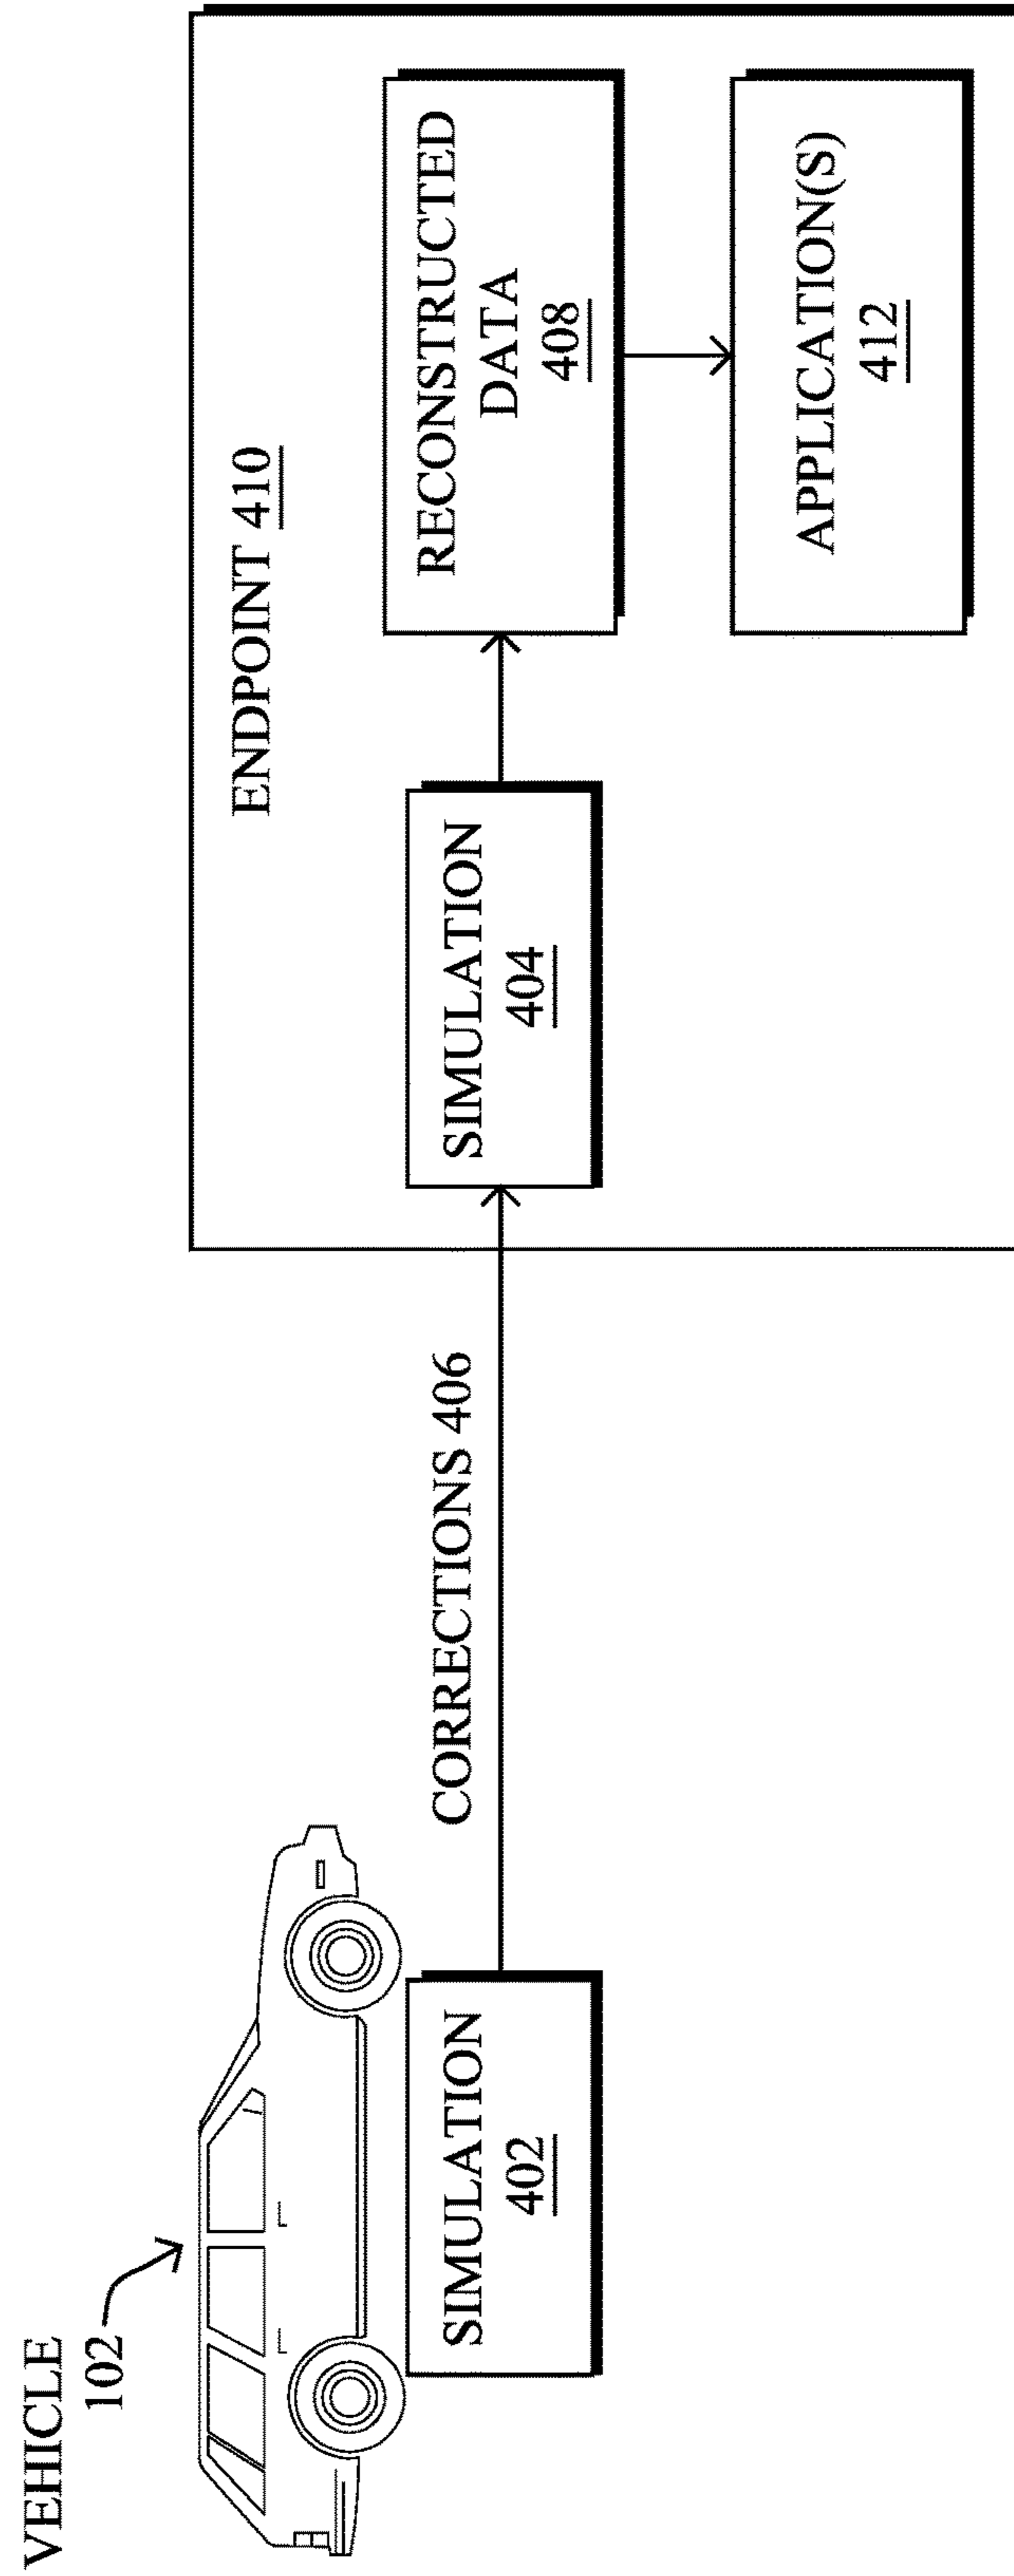 VEHICLE
102
SIMULATION
402
CORRECTIONS 406
ENDPOINT 410
SIMULATION
404
RECONSTRUCTED
DATA
408
APPLICATION(S)
412